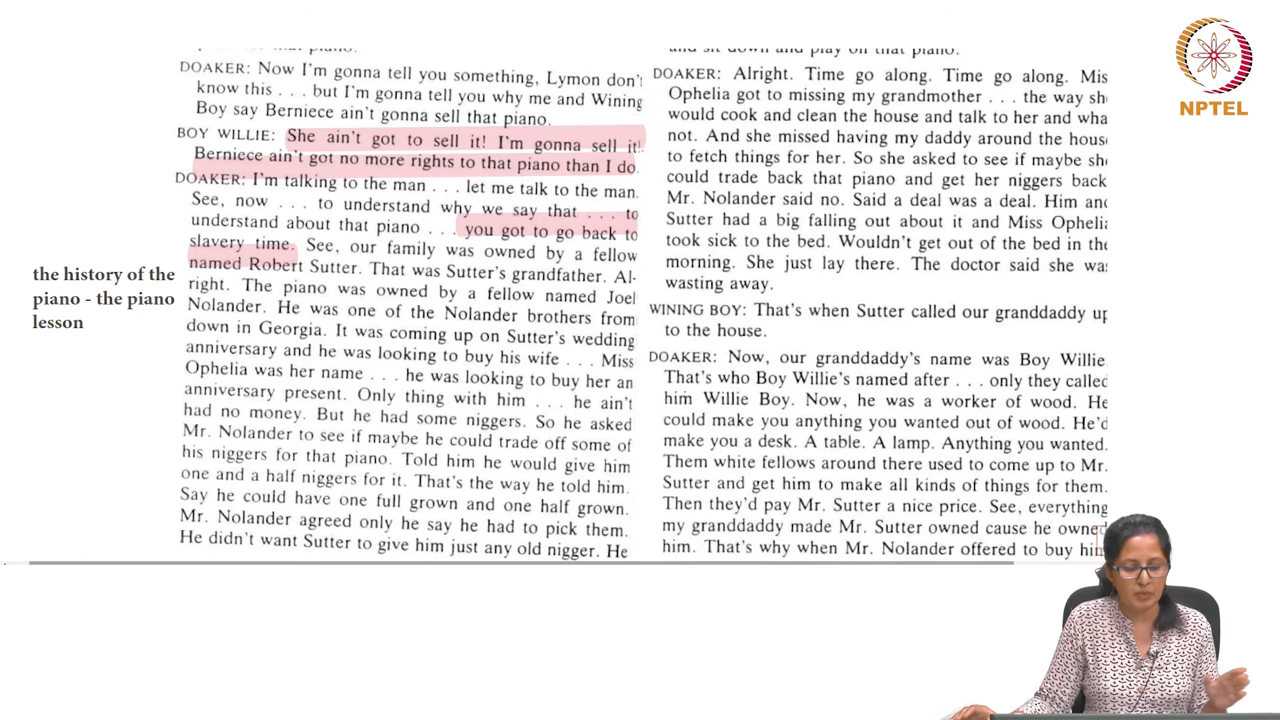 NPTEL
the history of the
piano - the piano
lesson
DOAKER: Now I'm gonna tell you something, Lymon don't
know this . . . but I'm gonna tell you why me and Wining
Boy say Berniece ain't gonna sell that piano.
BOY WILLIE: She ain't got to sell it! I'm gonna sell it!
Berniece ain't got no more rights to that piano than I do.
DOAKER: I'm talking to the man . . . let me talk to the man.
See, now . . . to understand why we say that . . . to
understand about that piano . . . you got to go back to
slavery time. See, our family was owned by a fellow
named Robert Sutter. That was Sutter's grandfather. Al-
right. The piano was owned by a fellow named Joel
Nolander. He was one of the Nolander brothers from
down in Georgia. It was coming up on Sutter's wedding
anniversary and he was looking to buy his wife . . . Miss
Ophelia was her name . . . he was looking to buy her an
anniversary present. Only thing with him . . . he ain't
had no money. But he had some niggers. So he asked
Mr. Nolander to see if maybe he could trade off some of
his niggers for that piano. Told him he would give him
one and a half niggers for it. That's the way he told him.
Say he could have one full grown and one half grown.
Mr. Nolander agreed only he say he had to pick them.
He didn't want Sutter to give him just any old nigger. He
and sit down and play on that piano.
DOAKER: Alright. Time go along. Time go along. Mis
Ophelia got to missing my grandmother . . . the way sh
would cook and clean the house and talk to her and wha
not. And she missed having my daddy around the hous
to fetch things for her. So she asked to see if maybe sh
could trade back that piano and get her niggers back
Mr. Nolander said no. Said a deal was a deal. Him and
Sutter had a big falling out about it and Miss Ophelia
took sick to the bed. Wouldn't get out of the bed in the
morning. She just lay there. The doctor said she was
wasting away.
WINING BOY: That's when Sutter called our granddaddy up
to the house.
DOAKER: Now, our granddaddy's name was Boy Willie.
That's who Boy Willie's named after . . . only they called
him Willie Boy. Now, he was a worker of wood. He
could make you anything you wanted out of wood. He'd
make you a desk. A table. A lamp. Anything you wanted.
Them white fellows around there used to come up to Mr.
Sutter and get him to make all kinds of things for them.
Then they'd pay Mr. Sutter a nice price. See, everything
my granddaddy made Mr. Sutter owned cause he owned
him. That's why when Mr. Nolander offered to buy him